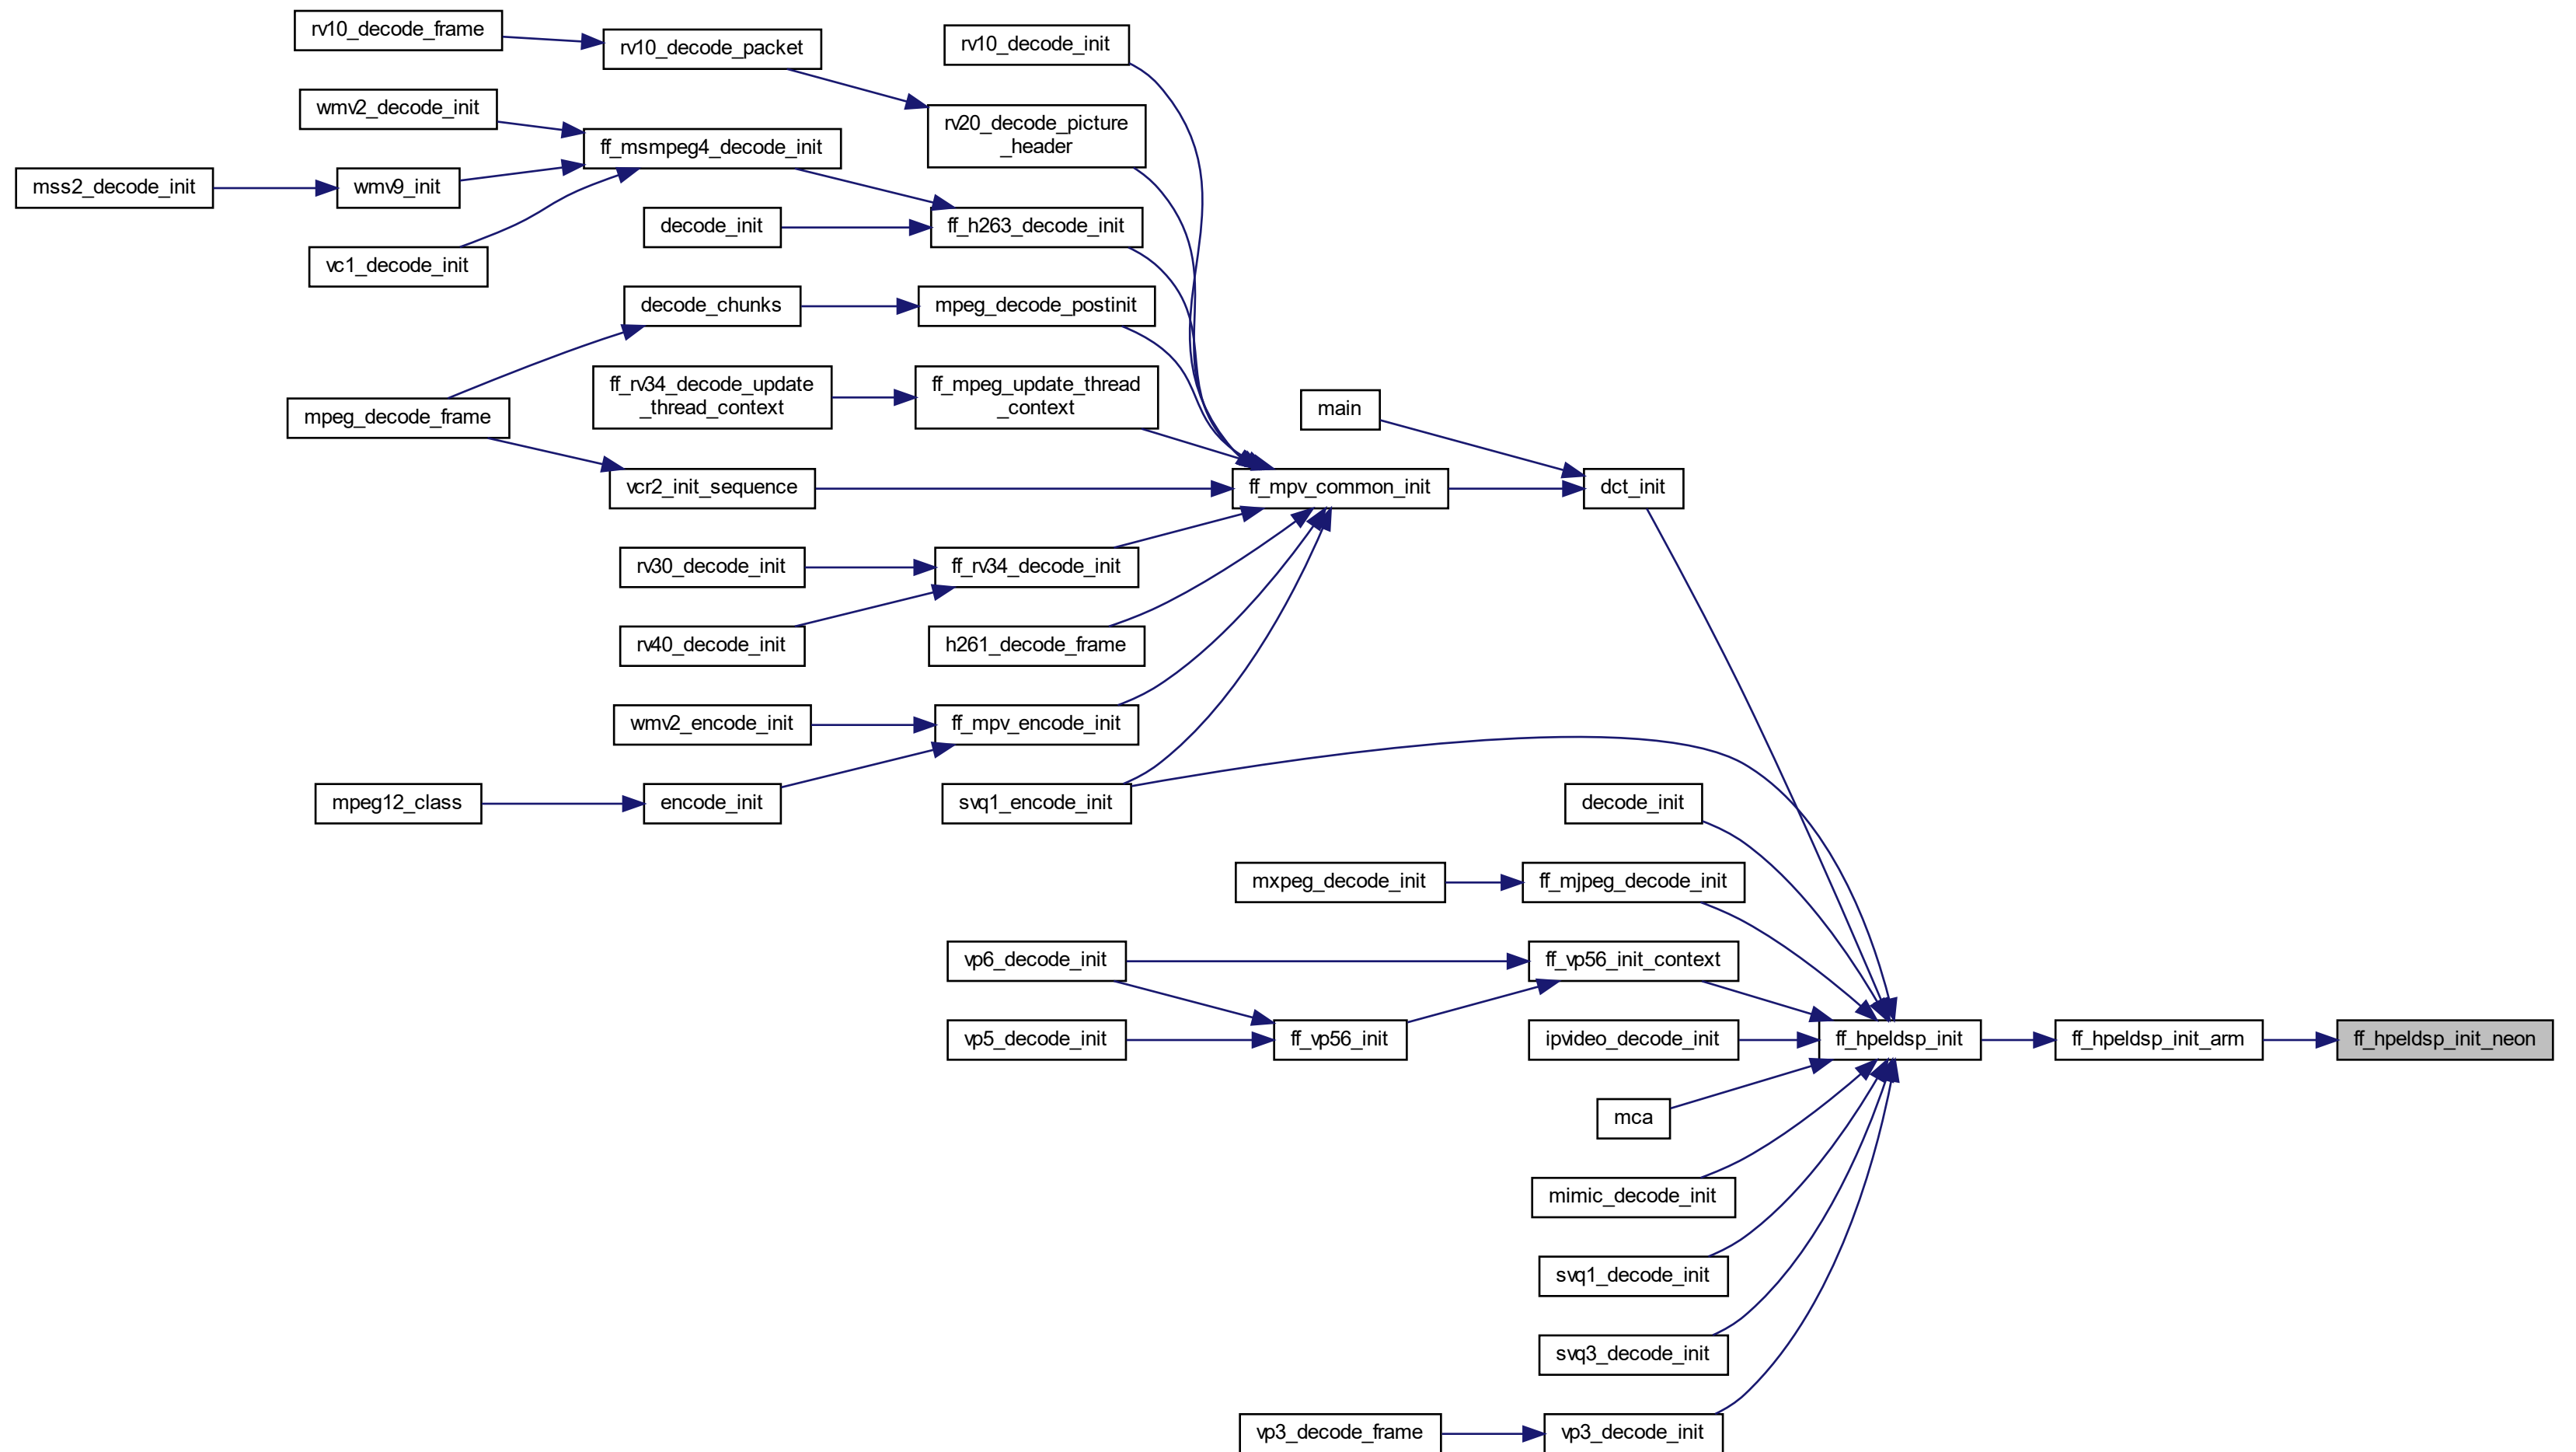 rv10_decode_frame
rv10_decode_packet
rv10_decode_init
wmv2_decode_init
rv20_decode_picture
_header
ff_msmpeg4_decode_init
mss2_decode_init
wmv9_init
decode_init
ff_h263_decode_init
vc1_decode_init
decode_chunks
mpeg_decode_postinit
ff_rv34_decode_update
_thread_context
ff_mpeg_update_thread
_context
main
mpeg_decode_frame
vcr2_init_sequence
ff_mpv_common_init
dct_init
rv30_decode_init
ff_rv34_decode_init
rv40_decode_init
h261_decode_frame
wmv2_encode_init
ff_mpv_encode_init
mpeg12_class
encode_init
svq1_encode_init
decode_init
mxpeg_decode_init
ff_mjpeg_decode_init
vp6_decode_init
ff_vp56_init_context
vp5_decode_init
ff_vp56_init
ipvideo_decode_init
ff_hpeldsp_init
ff_hpeldsp_init_arm
ff_hpeldsp_init_neon
mca
mimic_decode_init
svq1_decode_init
svq3_decode_init
vp3_decode_frame
vp3_decode_init